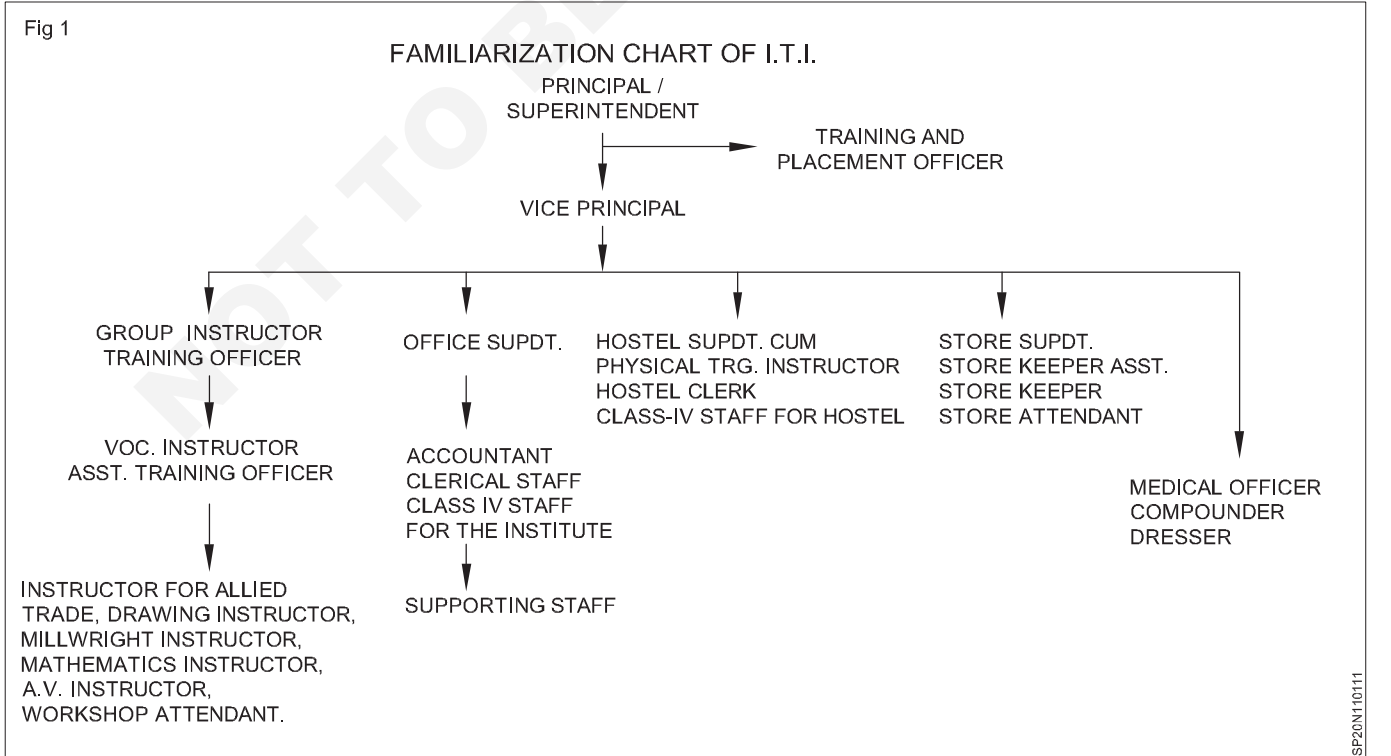 Fig 1
FAMILIARIZATION CHART OF I.T.I.
PRINCIPAL /
SUPERINTENDENT
TRAINING AND
PLACEMENT OFFICER
VICE PRINCIPAL
GROUP INSTRUCTOR
TRAINING OFFICER
VOC. INSTRUCTOR
ASST. TRAINING OFFICER
INSTRUCTOR FOR ALLIED
TRADE, DRAWING INSTRUCTOR,
MILLWRIGHT INSTRUCTOR,
MATHEMATICS INSTRUCTOR,
A.V. INSTRUCTOR,
WORKSHOP ATTENDANT.
OFFICE SUPDT.
ACCOUNTANT
CLERICAL STAFF
CLASS IV STAFF
FOR THE INSTITUTE
SUPPORTING STAFF
HOSTEL SUPDT. CUM
PHYSICAL TRG. INSTRUCTOR
HOSTEL CLERK
CLASS-IV STAFF FOR HOSTEL
STORE SUPDT.
STORE KEEPER ASST.
STORE KEEPER
STORE ATTENDANT
MEDICAL OFFICER
COMPOUNDER
DRESSER
SP20N110111
NOT TO BE